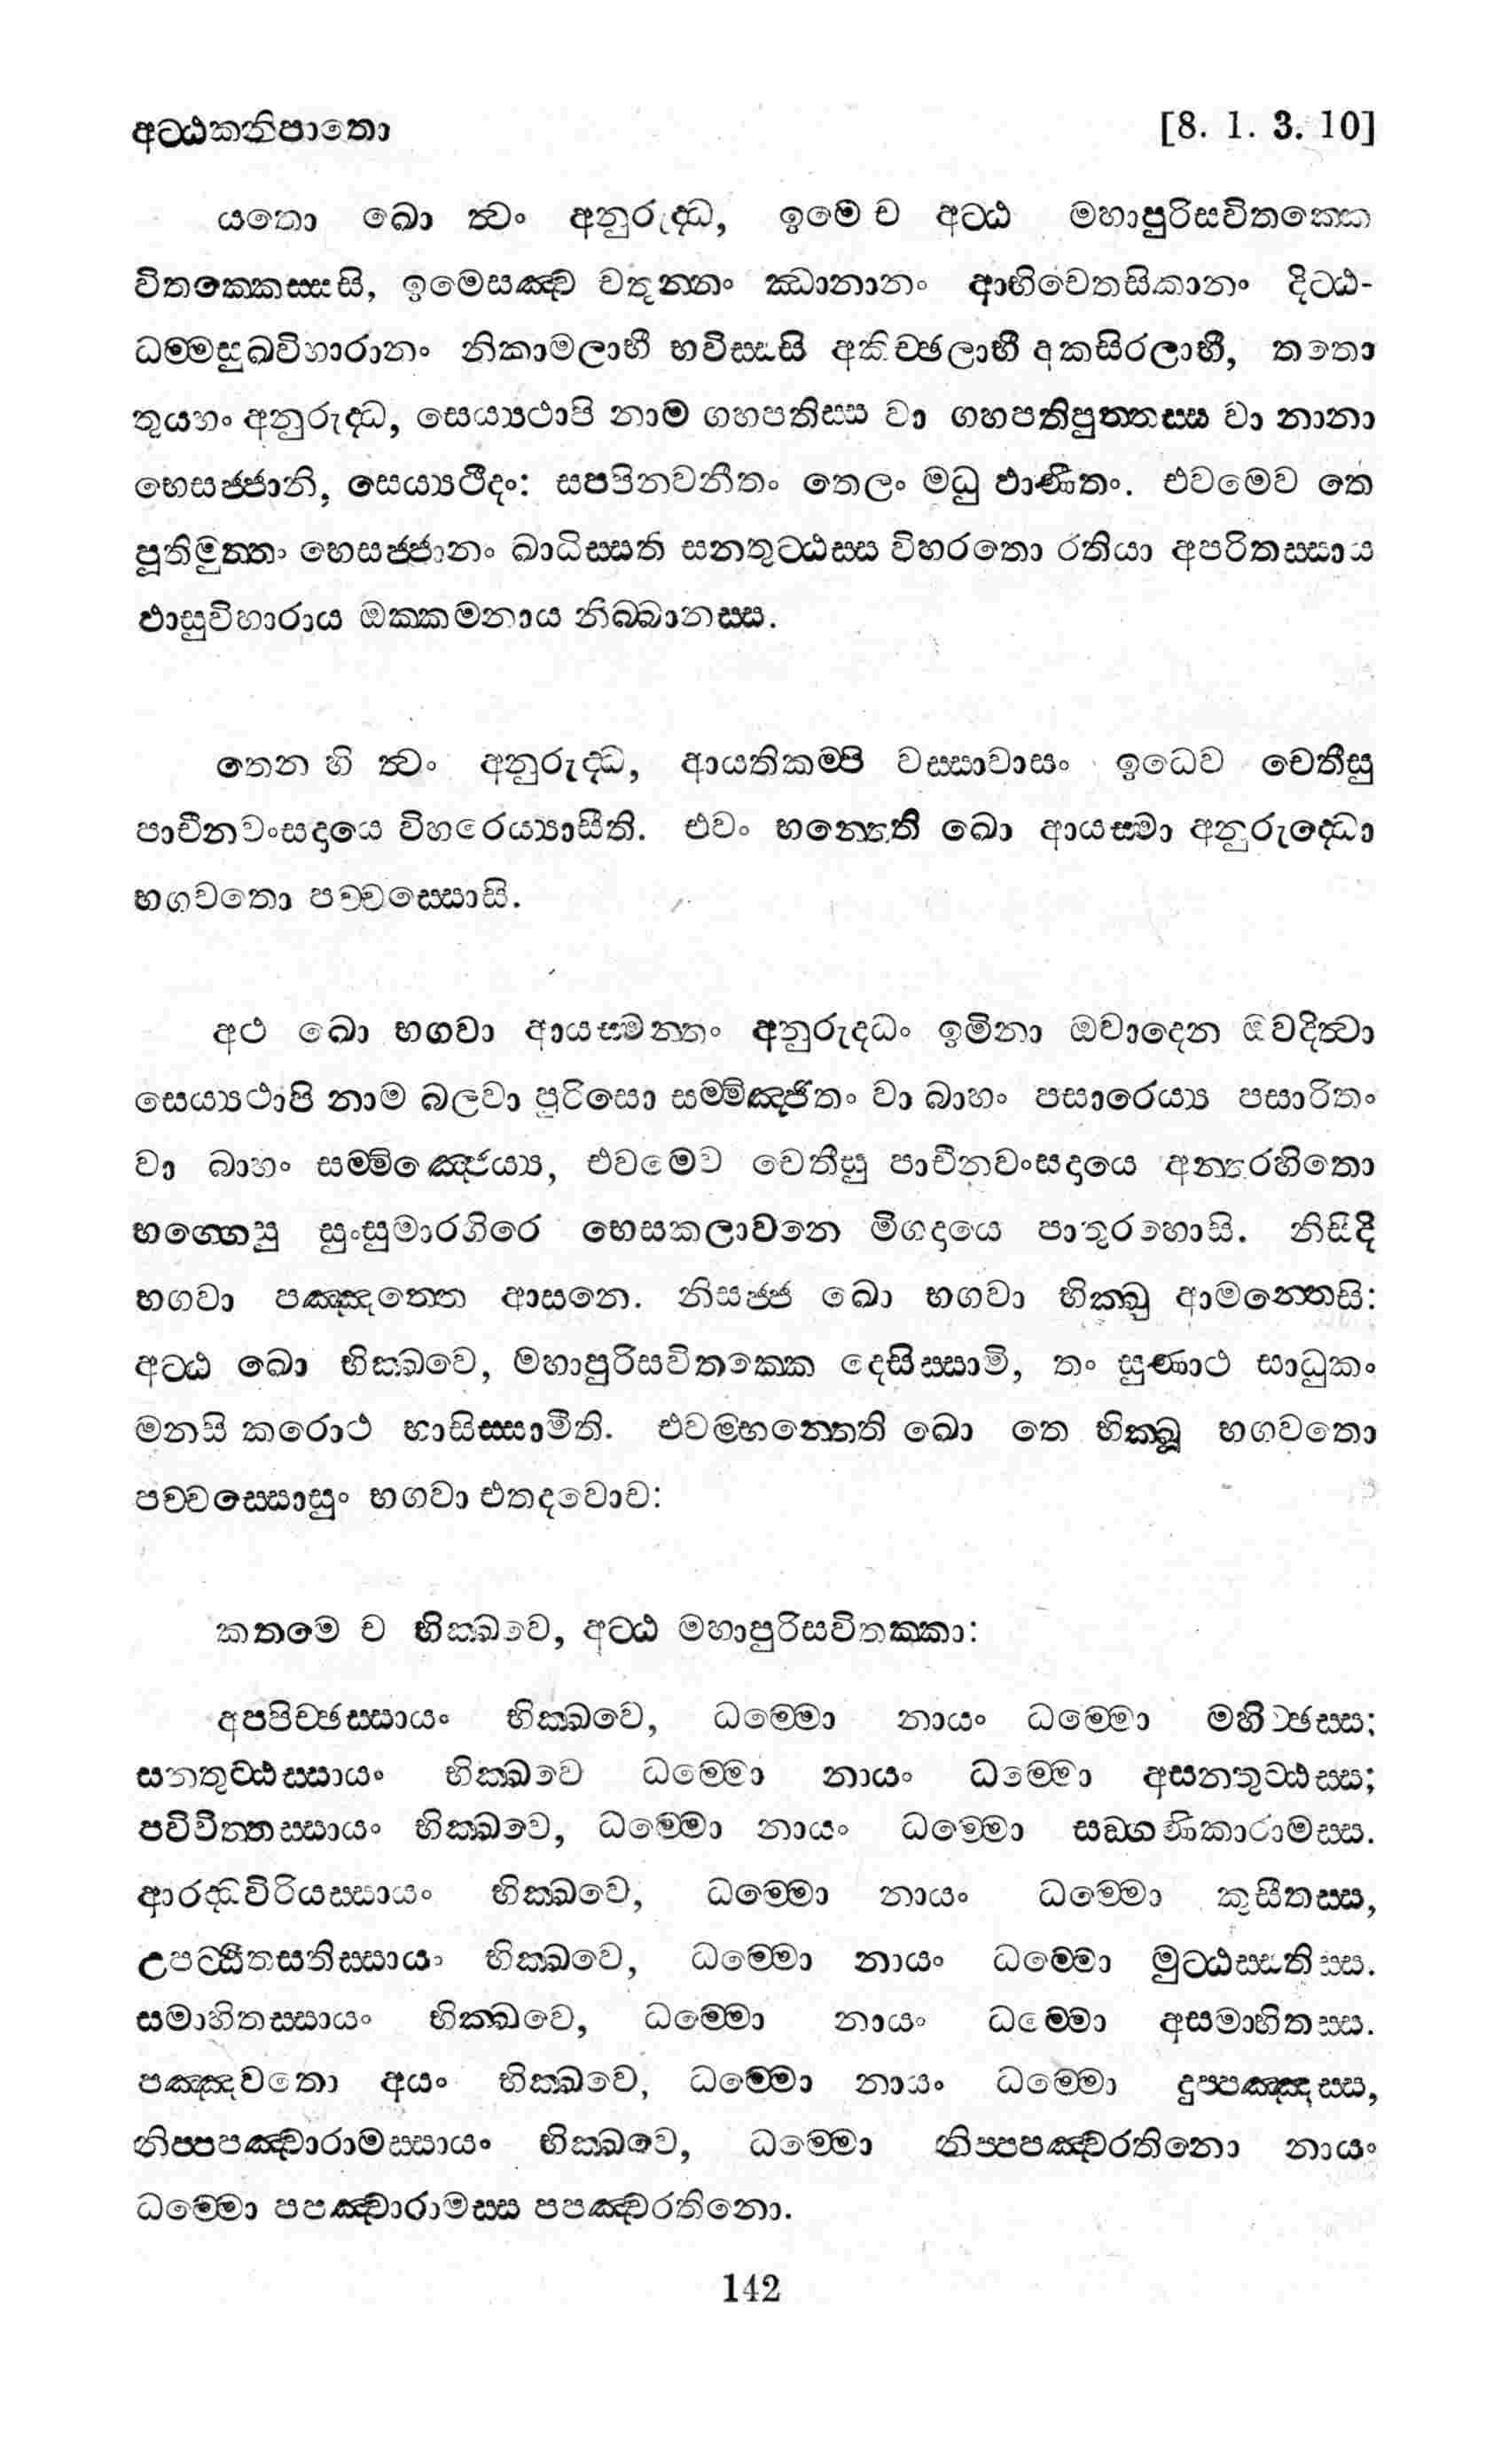 අට්ඨකනිපාතො [8. 1. 3. 10]
යතො ඛො ත්වං අනුරුද්ධ, ඉමෙ ච අට්ඨ මහාපුරිසවිතක්කෙ
විතක්කෙස්සසි, ඉමෙසඤ්ච චතුන්නං ඣානානං ආභිචෙතසිකානං දිට්ඨ-
ධම්මසුඛවිහාරානං නිකාමලාභී භවිස්සසි අකිච්ඡලාභී අකසිරලාභී, තතො
තුය්හං අනුරුද්ධ, සෙය්‍යථාපි නාම ගහපතිස්ස වා ගහපතිපුත්තස්ස වා නානා
භෙසජ්ජානි, සෙය්‍යථීදං: සප්පිනවනීතං තෙලං මධු ඵාණිතං. එවමෙව තෙ
පූතිමුත්තං භෙසජ්ජානං ඛාධිස්සති සන්තුට්ඨස්ස විහරතො රතියා අපරිතස්සාය
ඵාසුවිහාරාය ඔක්කමනාය නිබ්බානස්ස.
තෙන හි ත්වං අනුරුද්ධ, ආයතිකම්පි වස්සාවාසං ඉධෙව චෙතීසු
පාචීනවංසදායෙ විහරෙය්‍යාසීති. එවං භන්තෙති ඛො ආයස්මා අනුරුද්ධො
භගවතො පච්චස්සොසි.
අථ ඛො භගවා ආයස්මන්තං අනුරුද්ධං ඉමිනා ඔවාදෙන ඔවදිත්වා
සෙය්‍යථාපි නාම බලවා පුරිසො සම්මිඤ්ජිතං වා බාහං පසාරෙය්‍ය පසාරිතං
වා බාහං සම්මිඤ්ජෙය්‍ය, එවමෙව චෙතීසු පාචීනවංසදායෙ අන්තරහිතො
භග්ගෙසු සුංසුමාරගිරෙ භෙසකලාවනෙ මිගදායෙ පාතුරහොසි. නිසීදි
භගවා පඤ්ඤත්තෙ ආසනෙ. නිසජ්ජ ඛො භගවා භික්ඛු ආමන්තෙසි:
අට්ඨ ඛො භික්ඛවෙ, මහාපුරිසවිතක්කෙ දෙසිස්සාමි, තං සුණාථ සාධුකං
මනසි කරොථ භාසිස්සාමීති. එවම්භන්තෙති ඛො තෙ භික්ඛූ භගවතො
පච්චස්සොසුං භගවා එතදවොච:
කතමෙ ච භික්ඛවෙ, අට්ඨ මහාපුරිසවිතක්කා:
අප්පිච්ඡස්සායං භික්ඛවෙ, ධම්මො නායං ධම්මො මහිච්ඡස්ස;
සන්තුට්ඨස්සායං භික්ඛවෙ ධම්මො නායං ධම්මො අසන්තුට්ඨස්ස;
පවිවිත්තස්සායං භික්ඛවෙ, ධම්මො නායං ධම්මො සඞ්ගණිකාරාමස්ස.
ආරද්ධවිරියස්සායං භික්ඛවෙ, ධම්මො නායං ධම්මො කුසීතස්ස,
උපට්ඨිතසතිස්සායං භික්ඛවෙ, ධම්මො නායං ධම්මො මුට්ඨස්සතිස්ස.
සමාහිතස්සායං භික්ඛවෙ, ධම්මො නායං ධම්මො අසමාහිතස්ස.
පඤ්ඤවතො අයං භික්ඛවෙ, ධම්මො නායං ධම්මො දුප්පඤ්ඤස්ස,
නිප්පපඤ්චාරාමස්සායං භික්ඛවෙ, ධම්මො නිප්පපඤ්චරතිනො නායං
ධම්මො පපඤ්චාරාමස්ස පපඤ්චරතිනො.
142